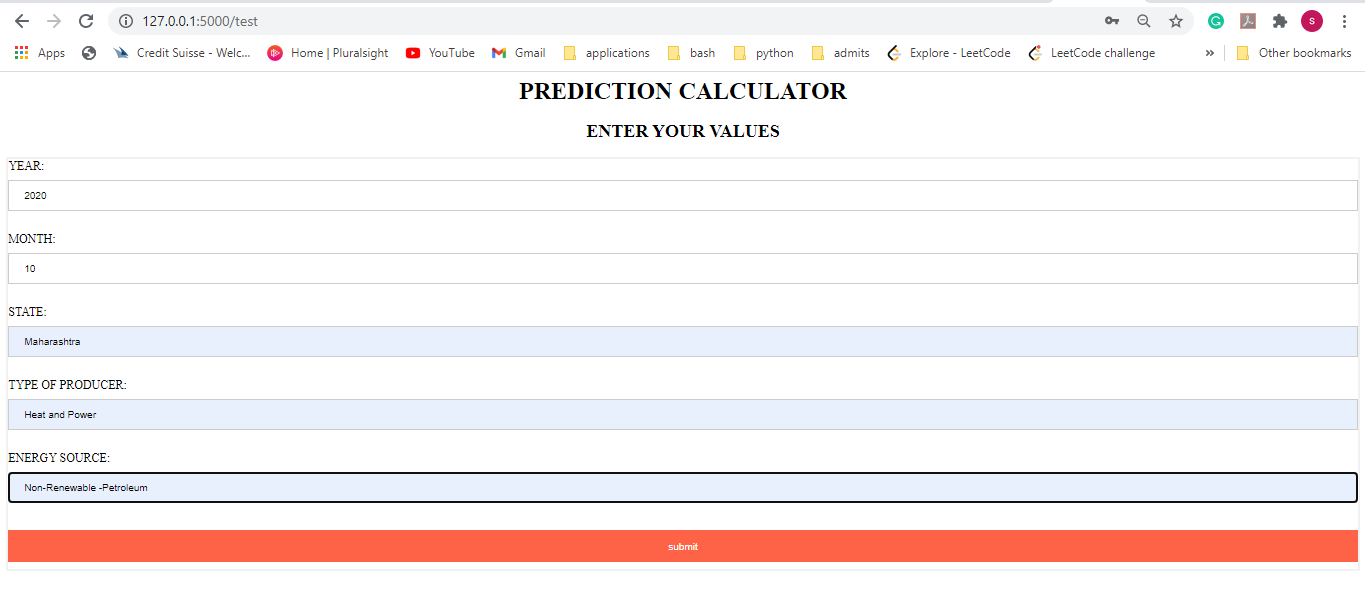 127.0.0.1:5000/test
S
Apps Credit Suisse - Welc... Home | Pluralsight YouTube Gmail applications bash python admits Explore - LeetCode LeetCode challenge » Other bookmarks
PREDICTION CALCULATOR
ENTER YOUR VALUES
YEAR:
2020
MONTH:
10
STATE:
Maharashtra
TYPE OF PRODUCER:
Heat and Power
ENERGY SOURCE:
Non-Renewable -Petroleum
submit